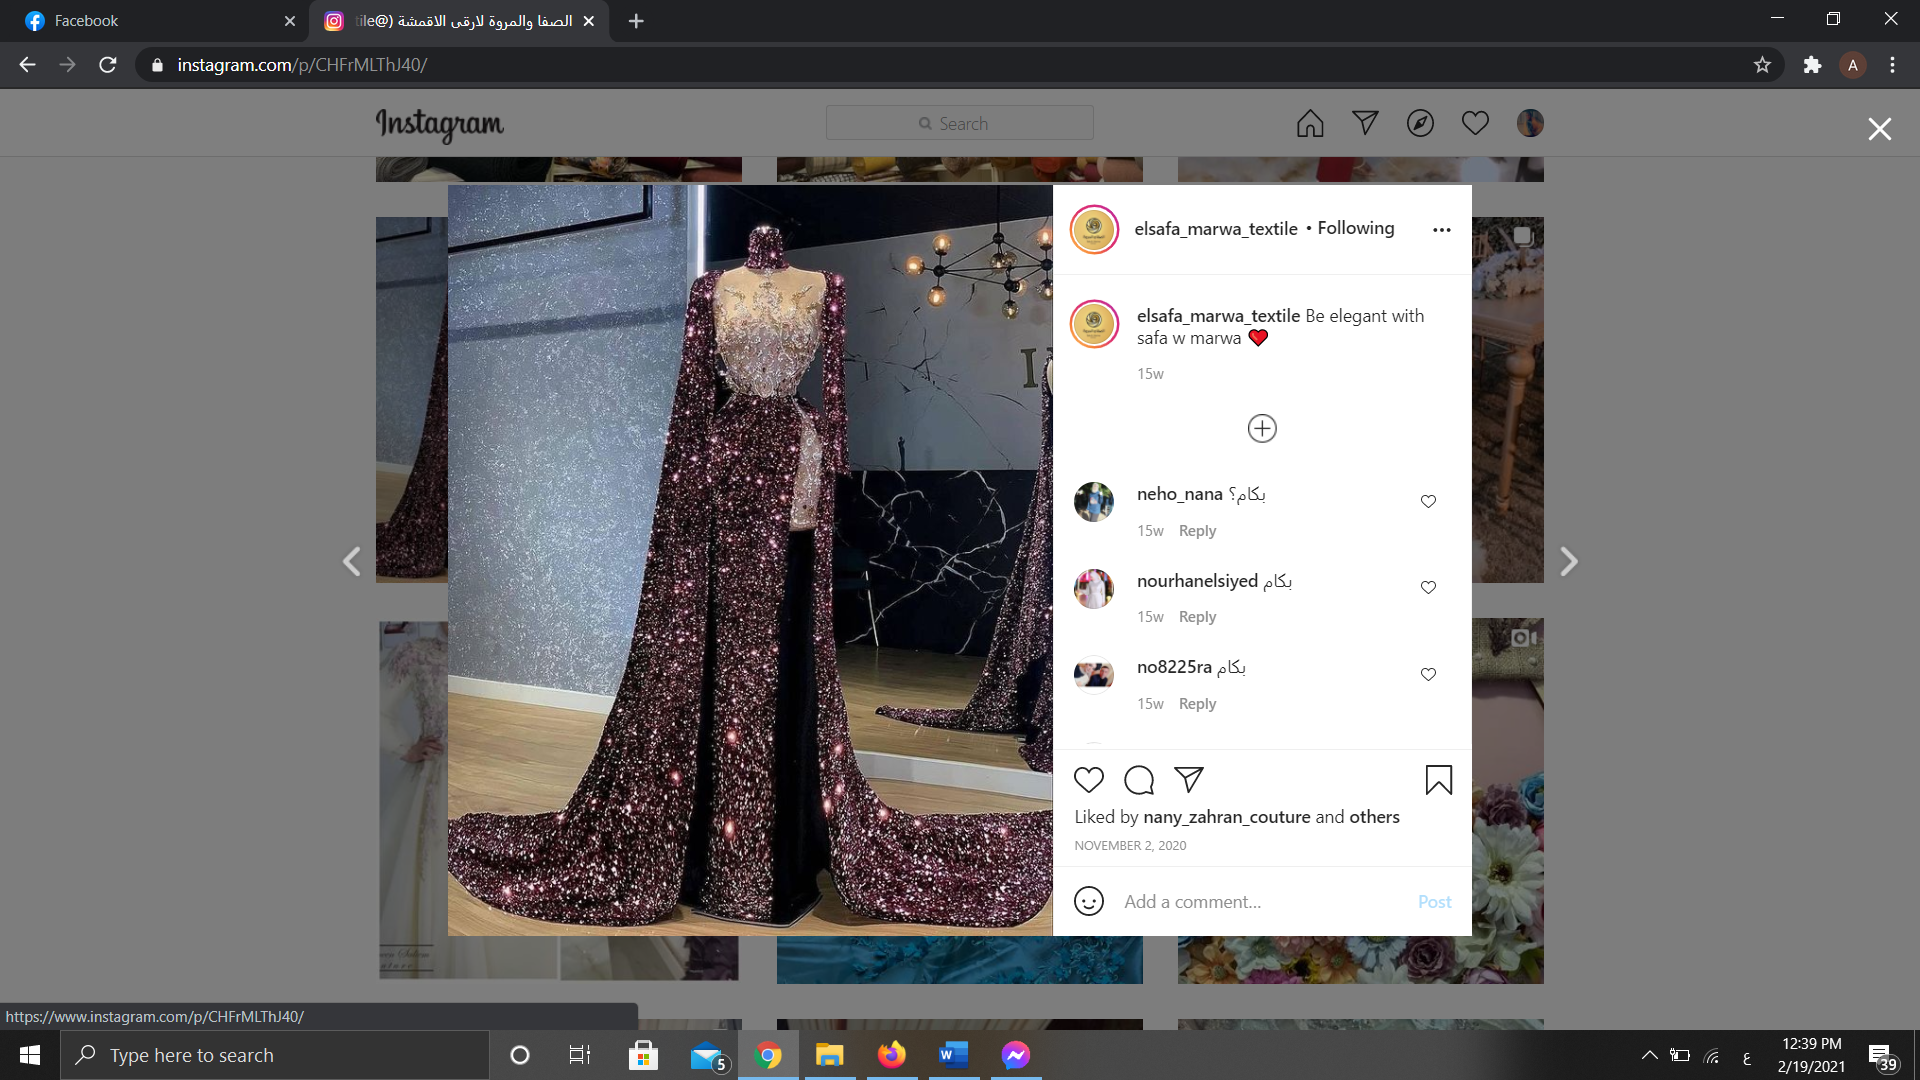 Facebook
الصفا والمروة لارقى الاقمشة (@tile
instagram.com/p/CHFrMLThJ40/
A
Instagram
Search
elsafa_marwa_textile • Following
elsafa_marwa_textile Be elegant with
safa w marwa ❤️
15w
neho_nana بكام؟
15w Reply
nourhanelsiyed بكام
15w Reply
no8225ra بكام
15w Reply
Liked by nany_zahran_couture and others
NOVEMBER 2, 2020
Add a comment... Post
https://www.instagram.com/p/CHFrMLThJ40/
Type here to search
5
W
ع
12:39 PM
2/19/2021
39